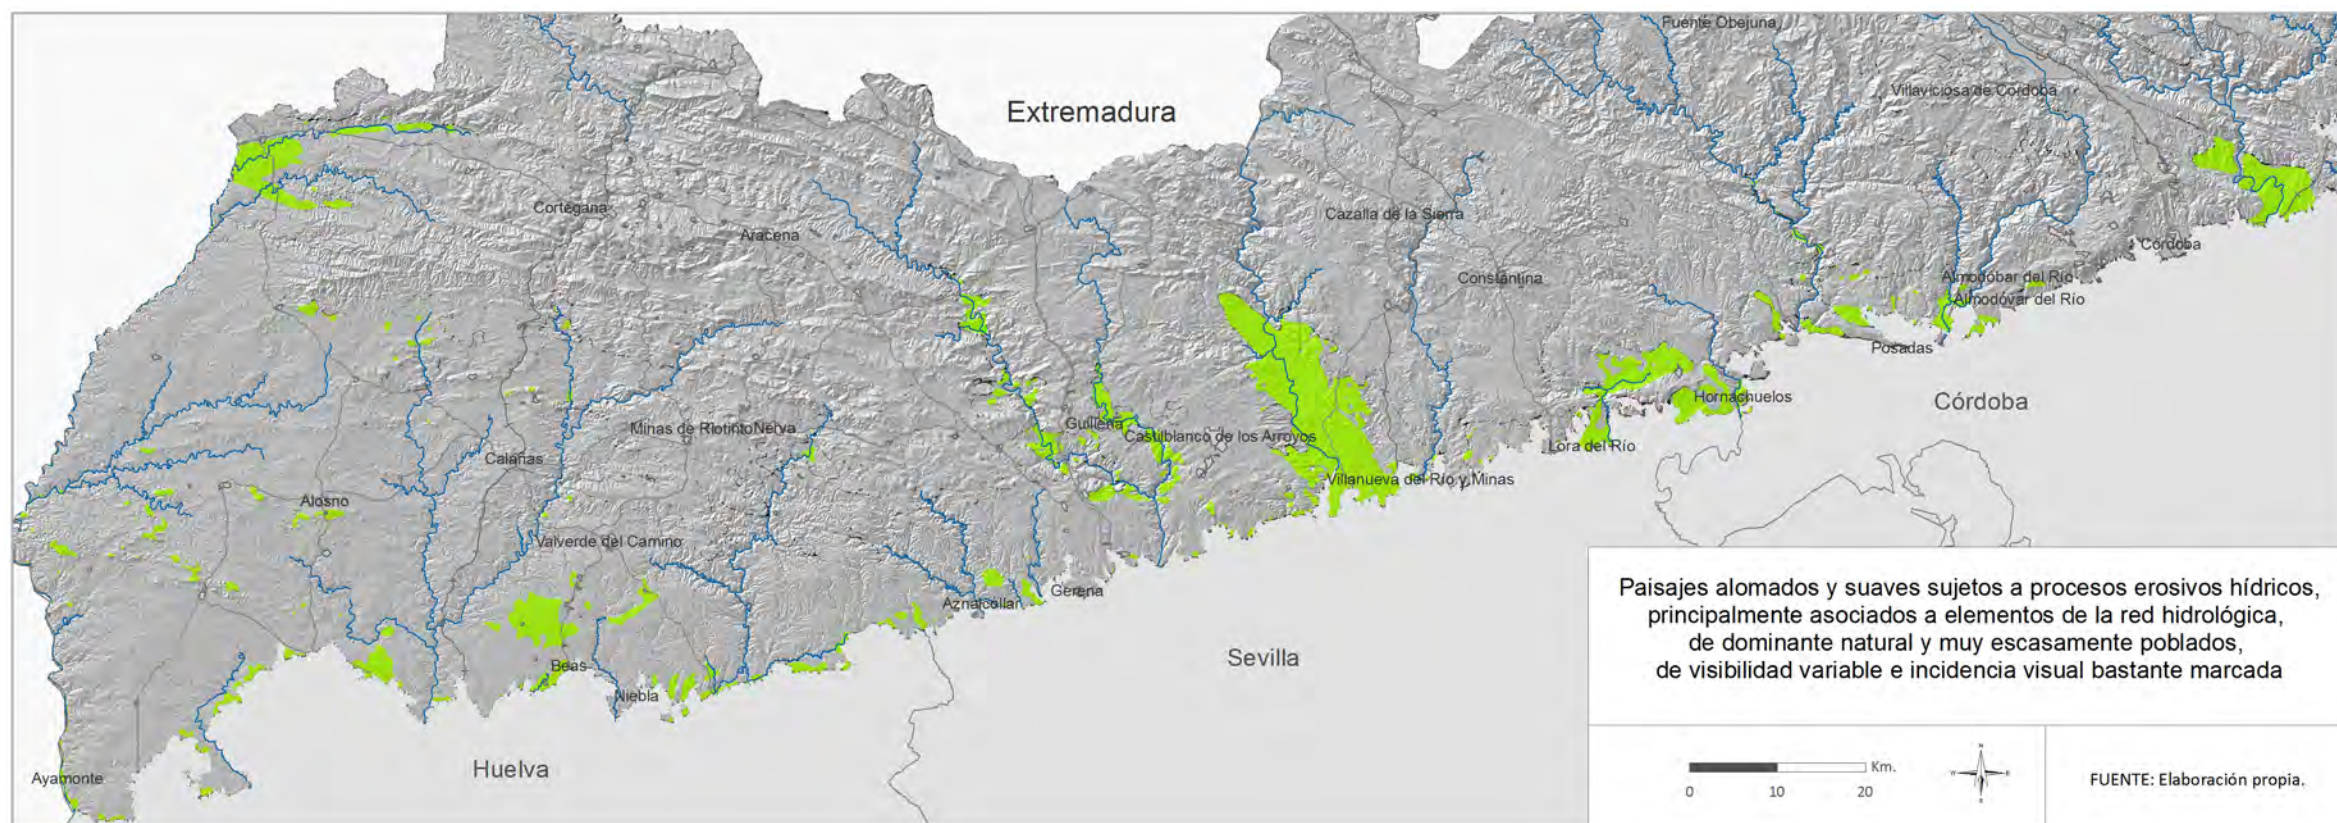 Fuente Obejuna
Villaviciosa de Córdoba
Extremadura
Cortegana
Aracena
Cazalla de la Sierra
Constantina
Córdoba
Almodóbar del Río
Almodóvar del Río
Posadas
Hornachuelos
Córdoba
Minas de Riotinto
Nerva
Guillena
Castilblanco de los Arroyos
Lora del Río
Calañas
Villanueva del Río y Minas
Alosno
Valverde del Camino
Aznalcóllar
Gerena
Beas
Niebla
Sevilla
Huelva
Ayamonte
Paisajes alomados y suaves sujetos a procesos erosivos hídricos,
principalmente asociados a elementos de la red hidrológica,
de dominante natural y muy escasamente poblados,
de visibilidad variable e incidencia visual bastante marcada
Km.
0 10 20
N
W E
S
FUENTE: Elaboración propia.